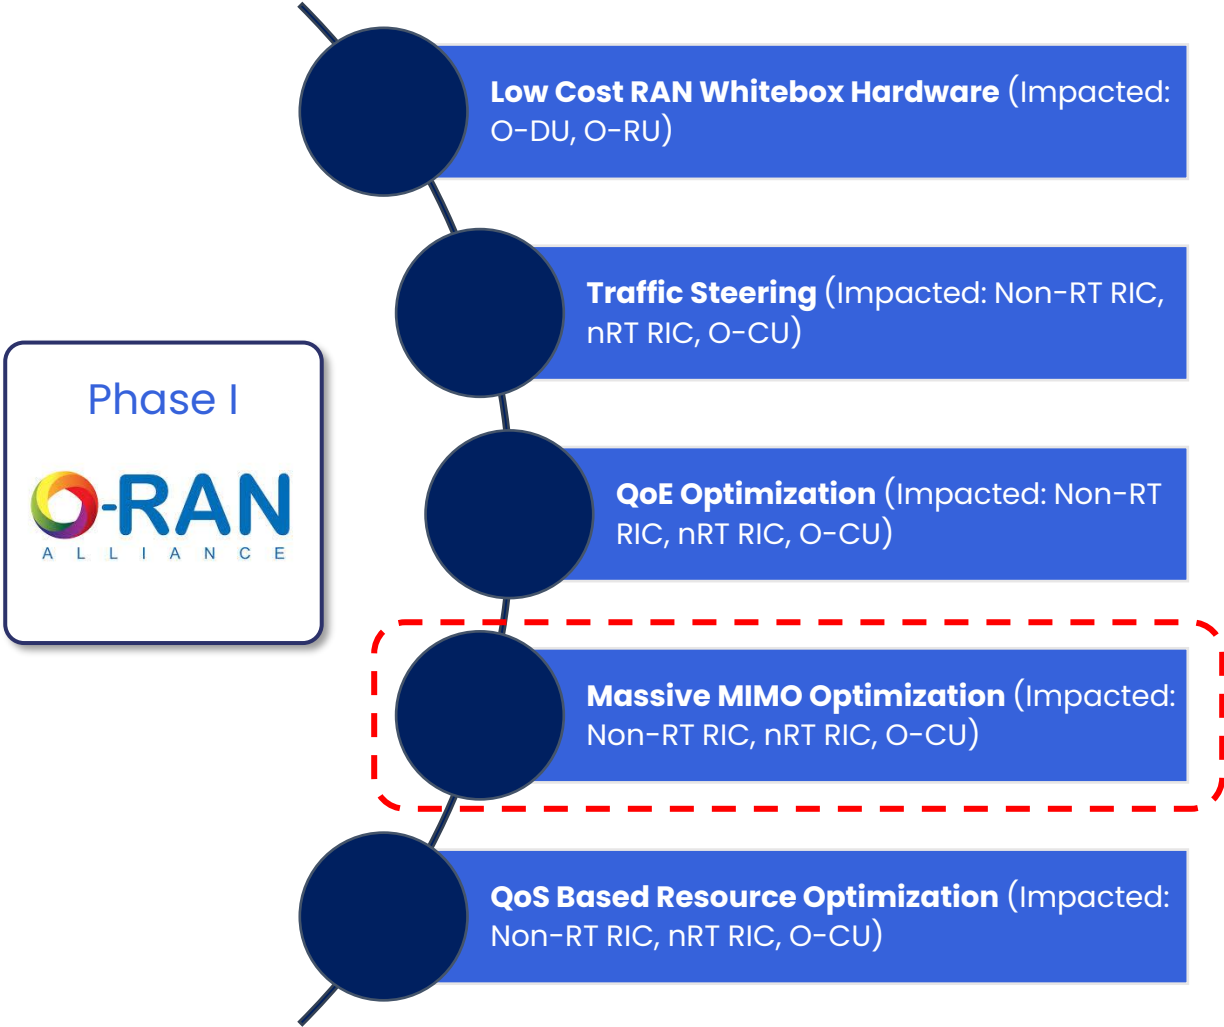 Low Cost RAN Whitebox Hardware (Impacted:
O-DU, O-RU)
Traffic Steering (Impacted: Non-RT RIC,
nRT RIC, O-CU)
Phase I
O-RAN
ALLIANCE
QoE Optimization (Impacted: Non-RT
RIC, nRT RIC, O-CU)
Massive MIMO Optimization (Impacted:
Non-RT RIC, nRT RIC, O-CU)
QoS Based Resource Optimization (Impacted:
Non-RT RIC, nRT RIC, O-CU)